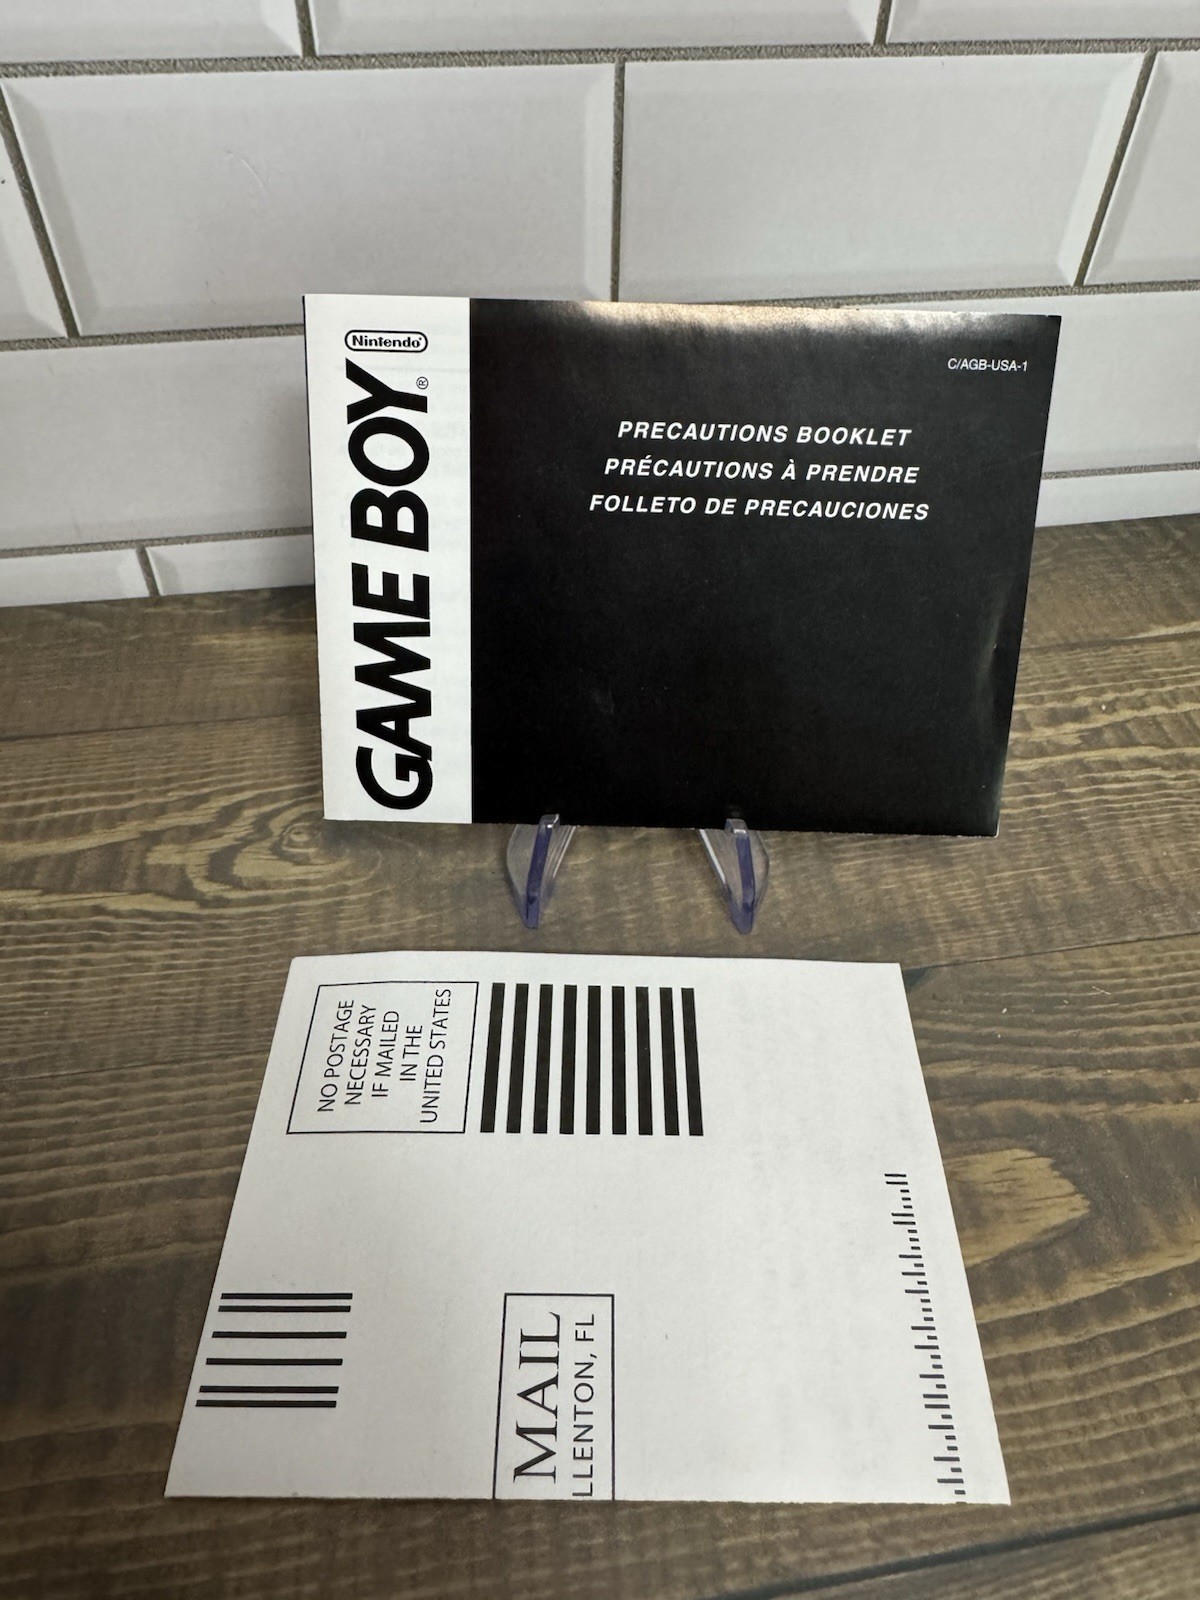 Nintendo®
GAME BOY®
C/AGB-USA-1
PRECAUTIONS BOOKLET
PRÉCAUTIONS À PRENDRE
FOLLETO DE PRECAUCIONES
NO POSTAGE
NECESSARY
IF MAILED
IN THE
UNITED STATES
MAIL
LLENTON, FL